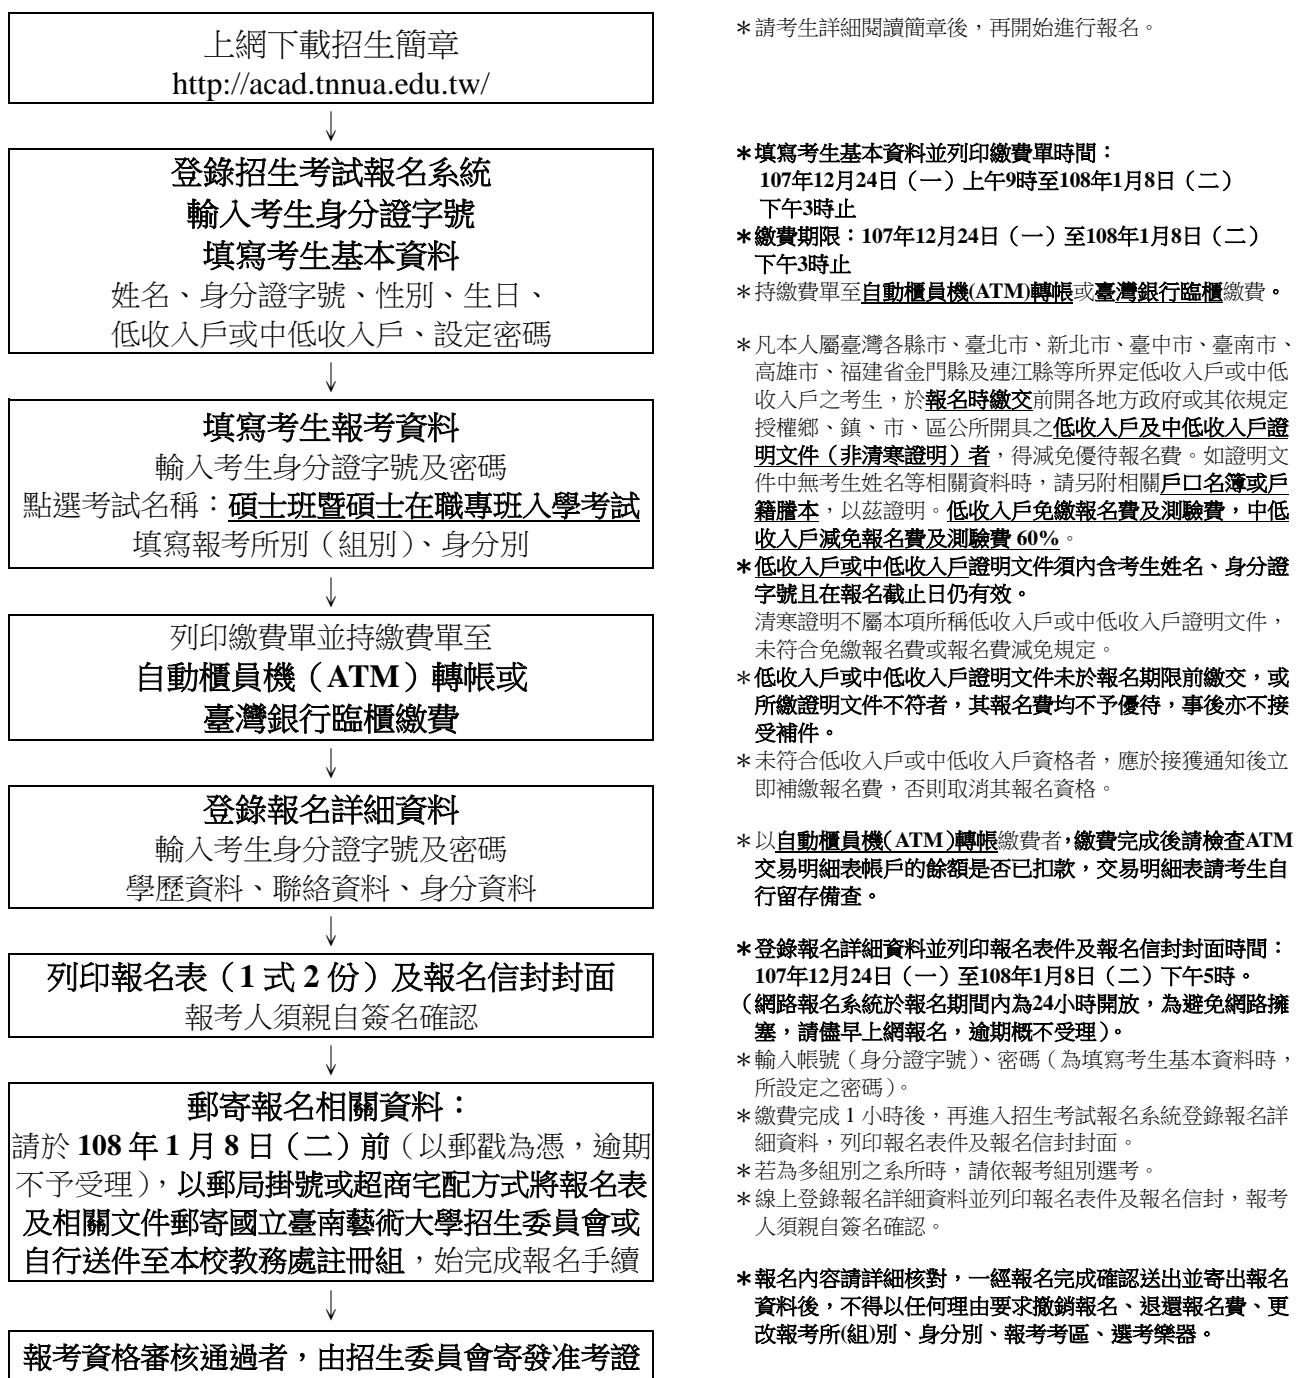 上網下載招生簡章
http://acad.tnnua.edu.tw/
↓
登錄招生考試報名系統
輸入考生身分證字號
填寫考生基本資料
姓名、身分證字號、性別、生日、
低收入戶或中低收入戶、設定密碼
↓
填寫考生報考資料
輸入考生身分證字號及密碼
點選考試名稱：碩士班暨碩士在職專班入學考試
填寫報考所別（組別）、身分別
↓
列印繳費單並持繳費單至
自動櫃員機（ATM）轉帳或
臺灣銀行臨櫃繳費
↓
登錄報名詳細資料
輸入考生身分證字號及密碼
學歷資料、聯絡資料、身分資料
↓
列印報名表（1 式 2 份）及報名信封封面
報考人須親自簽名確認
↓
郵寄報名相關資料：
請於 108 年 1 月 8 日（二）前（以郵戳為憑，逾期
不予受理），以郵局掛號或超商宅配方式將報名表
及相關文件郵寄國立臺南藝術大學招生委員會或
自行送件至本校教務處註冊組，始完成報名手續
↓
報考資格審核通過者，由招生委員會寄發准考證
＊請考生詳細閱讀簡章後，再開始進行報名。
＊填寫考生基本資料並列印繳費單時間：
107年12月24日（一）上午9時至108年1月8日（二）
下午3時止
＊繳費期限：107年12月24日（一）至108年1月8日（二）
下午3時止
＊持繳費單至自動櫃員機(ATM)轉帳或臺灣銀行臨櫃繳費。
＊凡本人屬臺灣各縣市、臺北市、新北市、臺中市、臺南市、
高雄市、福建省金門縣及連江縣等所界定低收入戶或中低
收入戶之考生，於報名時繳交前開各地方政府或其依規定
授權鄉、鎮、市、區公所開具之低收入戶及中低收入戶證
明文件（非清寒證明）者，得減免優待報名費。如證明文
件中無考生姓名等相關資料時，請另附相關戶口名簿或戶
籍謄本，以茲證明。低收入戶免繳報名費及測驗費，中低
收入戶減免報名費及測驗費 60%。
＊低收入戶或中低收入戶證明文件須內含考生姓名、身分證
字號且在報名截止日仍有效。
清寒證明不屬本項所稱低收入戶或中低收入戶證明文件，
未符合免繳報名費或報名費減免規定。
＊低收入戶或中低收入戶證明文件未於報名期限前繳交，或
所繳證明文件不符者，其報名費均不予優待，事後亦不接
受補件。
＊未符合低收入戶或中低收入戶資格者，應於接獲通知後立
即補繳報名費，否則取消其報名資格。
＊以自動櫃員機（ATM）轉帳繳費者，繳費完成後請檢查ATM
交易明細表帳戶的餘額是否已扣款，交易明細表請考生自
行留存備查。
＊登錄報名詳細資料並列印報名表件及報名信封封面時間：
107年12月24日（一）至108年1月8日（二）下午5時。
（網路報名系統於報名期間內為24小時開放，為避免網路擁
塞，請儘早上網報名，逾期概不受理）。
＊輸入帳號（身分證字號）、密碼（為填寫考生基本資料時，
所設定之密碼）。
＊繳費完成 1 小時後，再進入招生考試報名系統登錄報名詳
細資料，列印報名表件及報名信封封面。
＊若為多組別之系所時，請依報考組別選考。
＊線上登錄報名詳細資料並列印報名表件及報名信封，報考
人須親自簽名確認。
＊報名內容請詳細核對，一經報名完成確認送出並寄出報名
資料後，不得以任何理由要求撤銷報名、退還報名費、更
改報考所(組)別、身分別、報考考區、選考樂器。